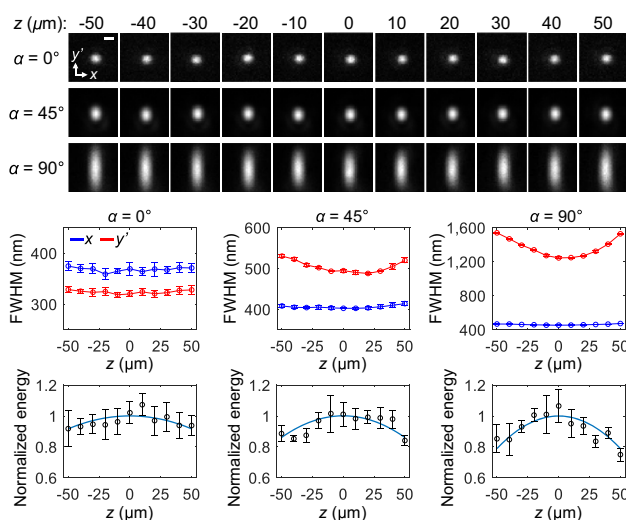 z (µm): -50 -40 -30 -20 -10 0 10 20 30 40 50
α = 0° y' x
α = 45°
α = 90°
α = 0° α = 45° α = 90°
x y'
FWHM (nm) 400 300
FWHM (nm) 600 500 400
FWHM (nm) 1,600 1,200 800 400
-50 -25 0 25 50 -50 -25 0 25 50 -50 -25 0 25 50
z (µm) z (µm) z (µm)
Normalized energy 1.2 1 0.8 0.6
Normalized energy 1.2 1 0.8 0.6
Normalized energy 1.2 1 0.8 0.6
-50 -25 0 25 50 -50 -25 0 25 50 -50 -25 0 25 50
z (µm) z (µm) z (µm)